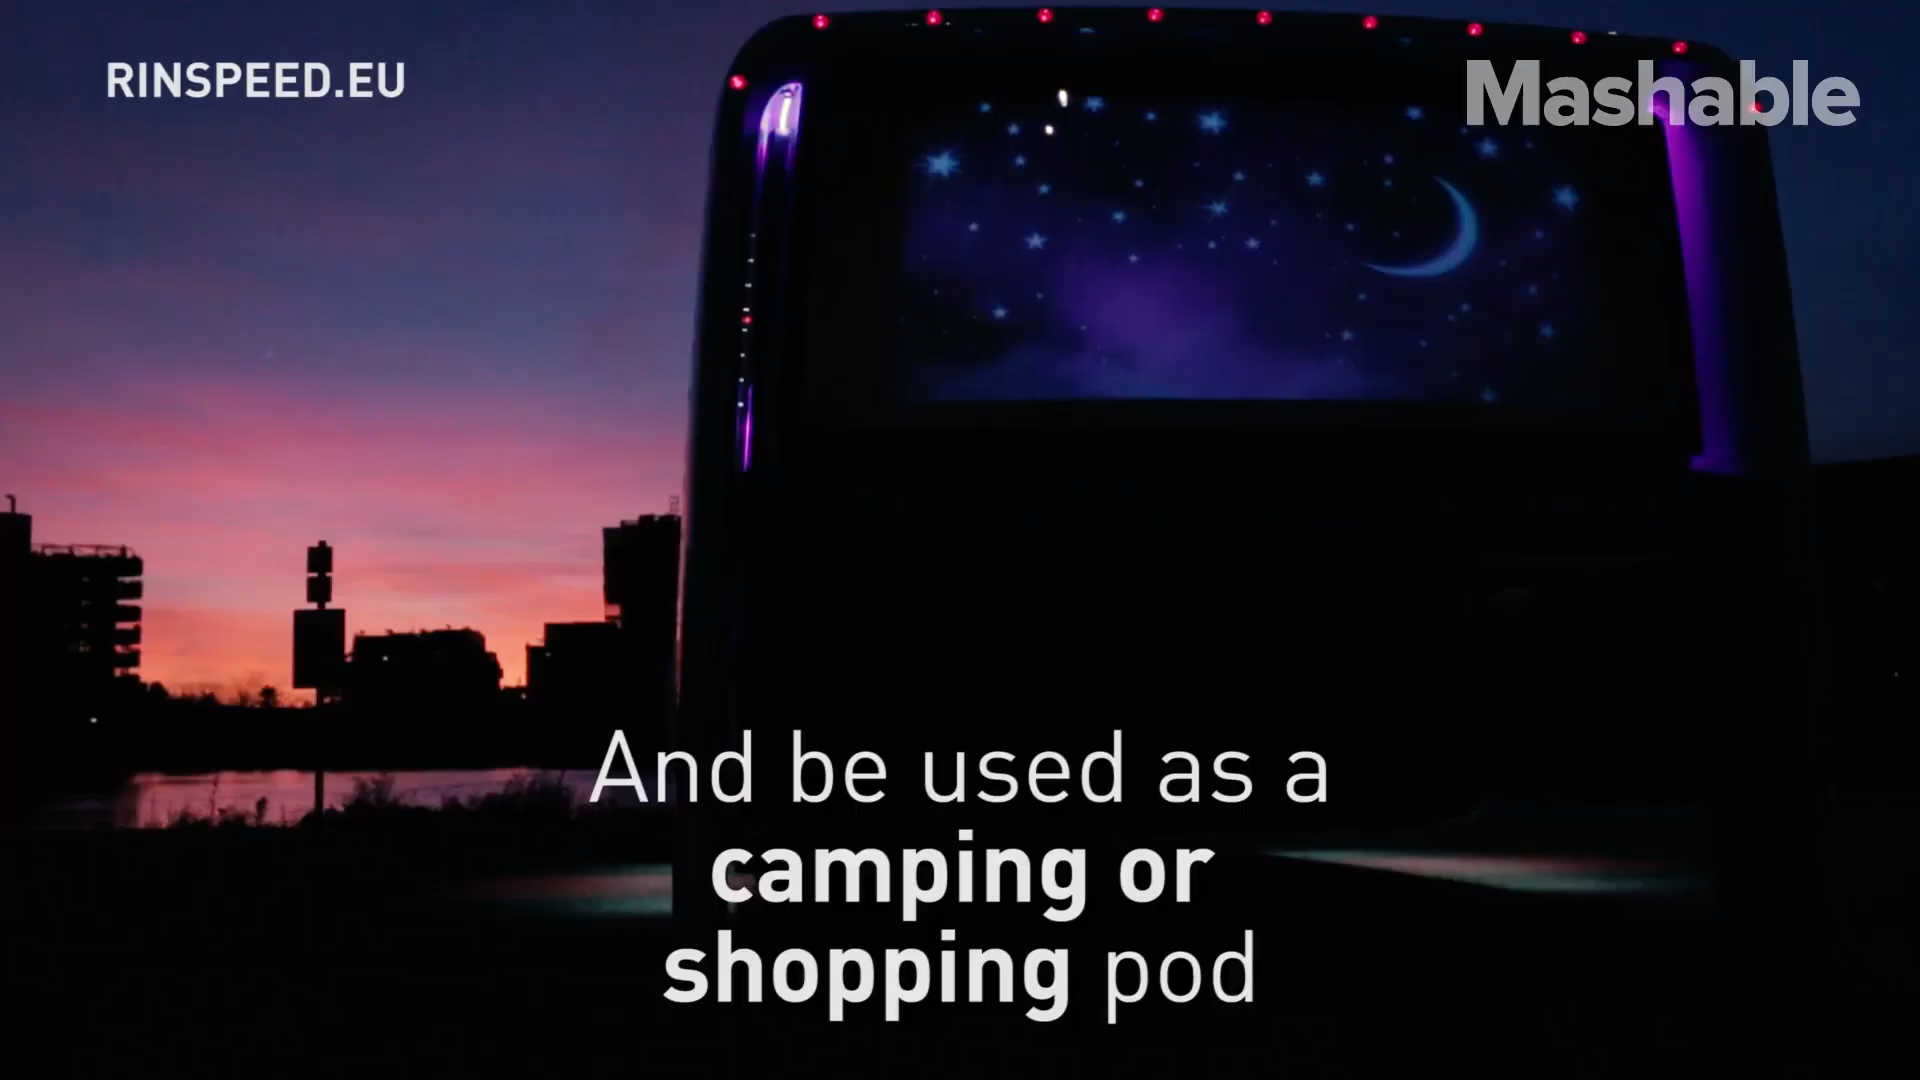 RINSPEED.EU
Mashable
And be used as a
camping or
shopping pod